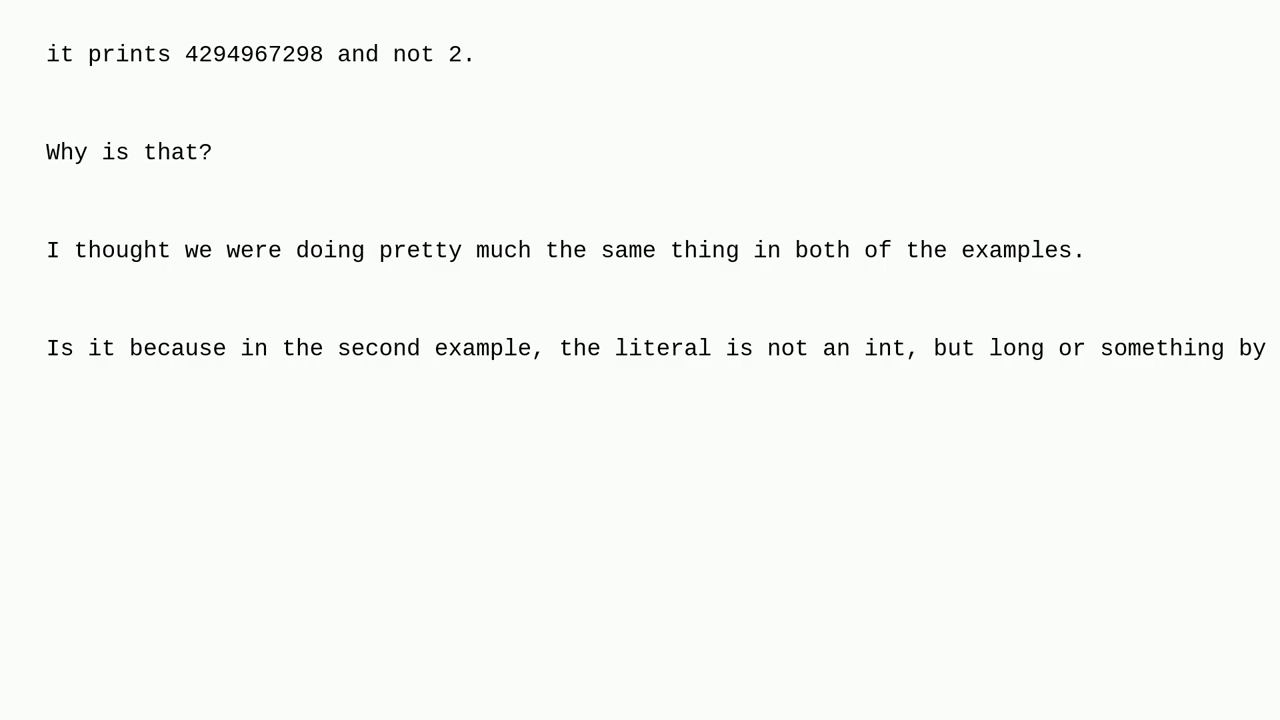 it prints 4294967298 and not 2.
Why is that?
I thought we were doing pretty much the same thing in both of the examples.
Is it because in the second example, the literal is not an int, but long or something by